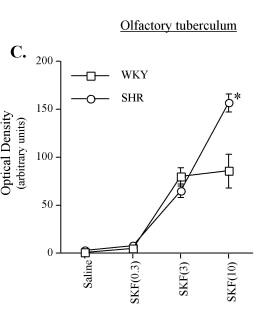 Olfactory tuberculum
C.
200
WKY
SHR
150
*
Optical Density
(arbitrary units)
100
50
0
Saline
SKF(0.3)
SKF(3)
SKF(10)